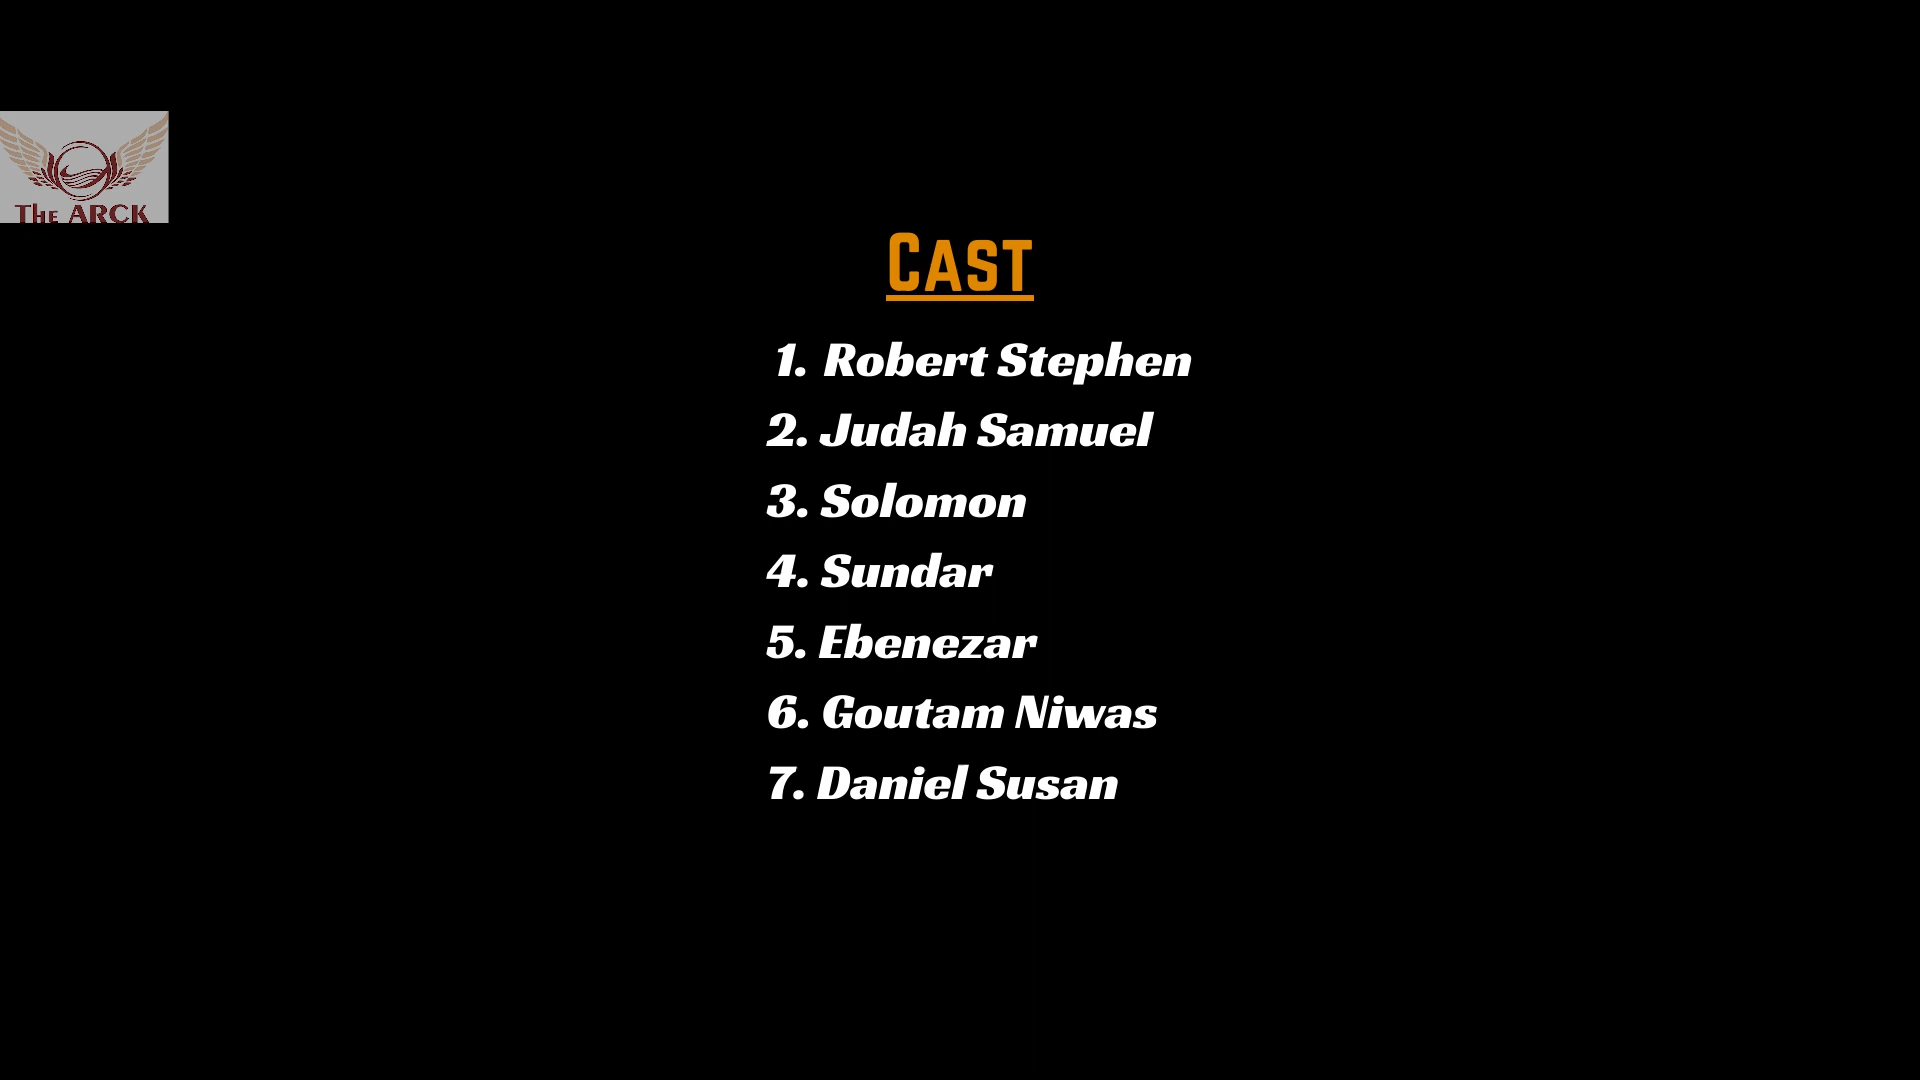 The ARCK
Cast
1. Robert Stephen
2. Judah Samuel
3. Solomon
4. Sundar
5. Ebenezar
6. Goutam Niwas
7. Daniel Susan